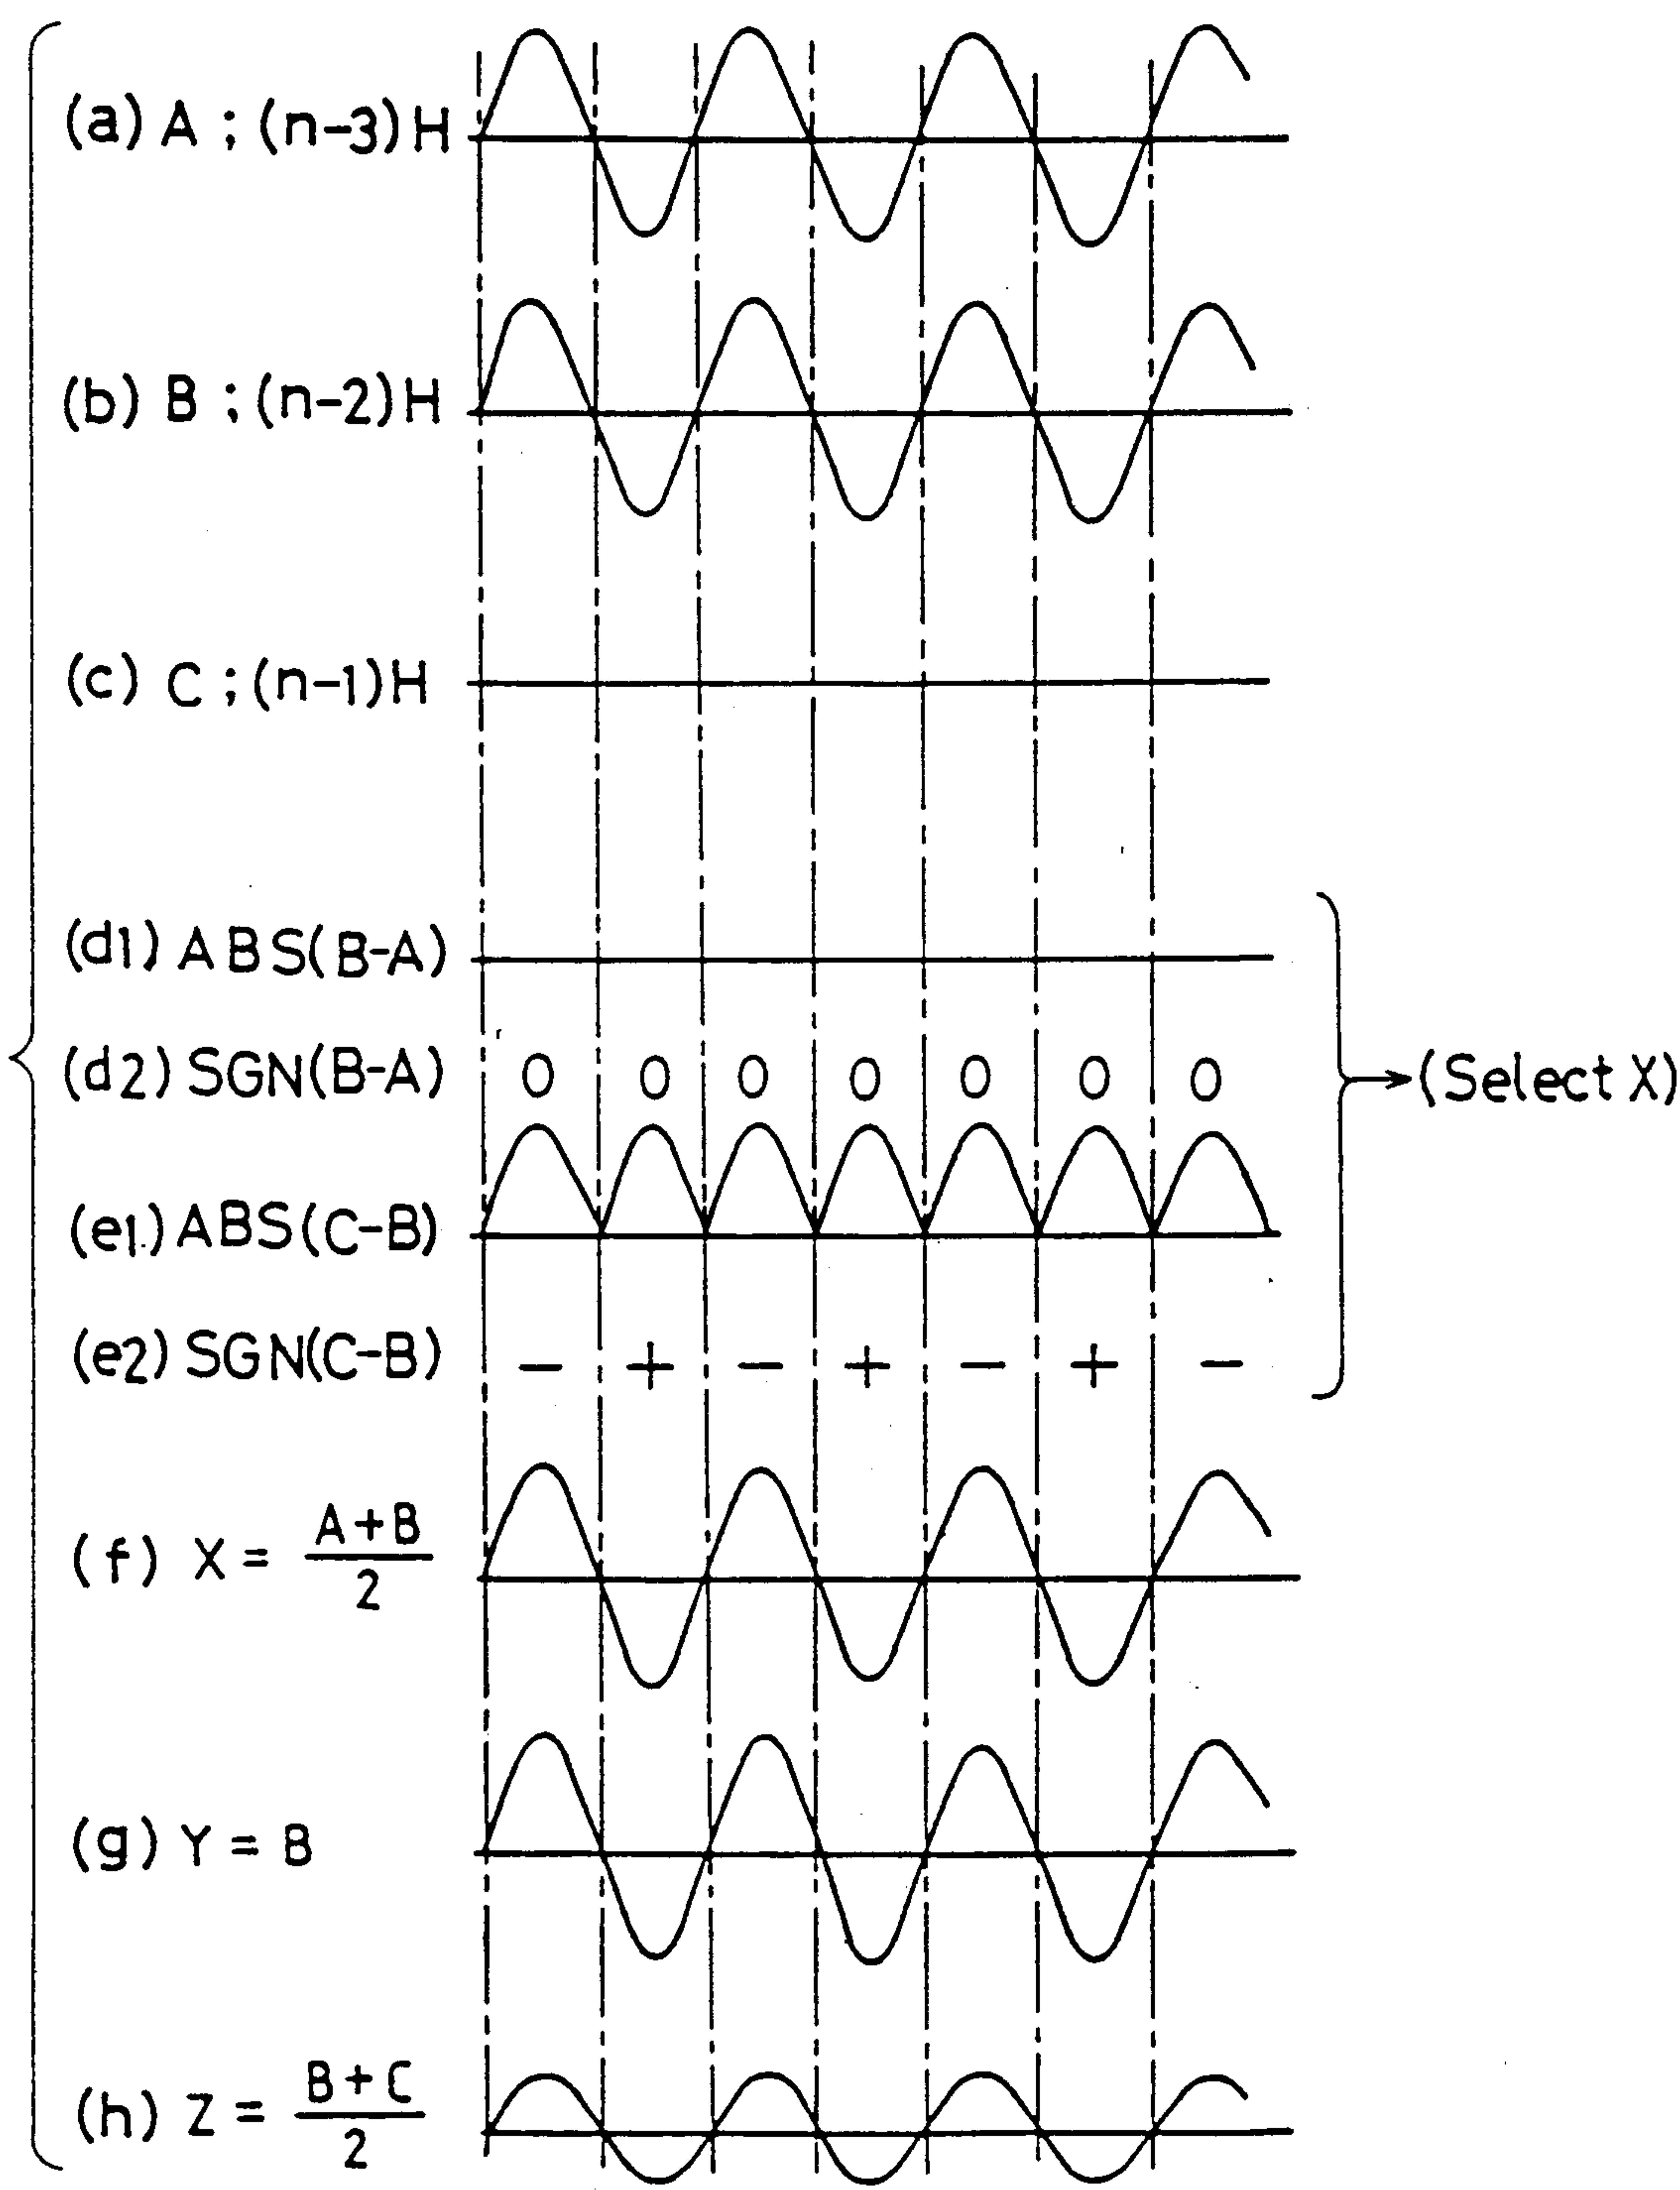 (a) A ; (n-3)H
(b) B ; (n-2)H
(c) C ; (n-1)H
(d1) ABS(B-A)
(d2) SGN(B-A) 0 0 0 0 0 0 0
(Select X)
(e1.) ABS(C-B)
(e2) SGN(C-B) − + − + − + −
(f) X = A+B
2
(g) Y = B
(h) Z = B+C
2